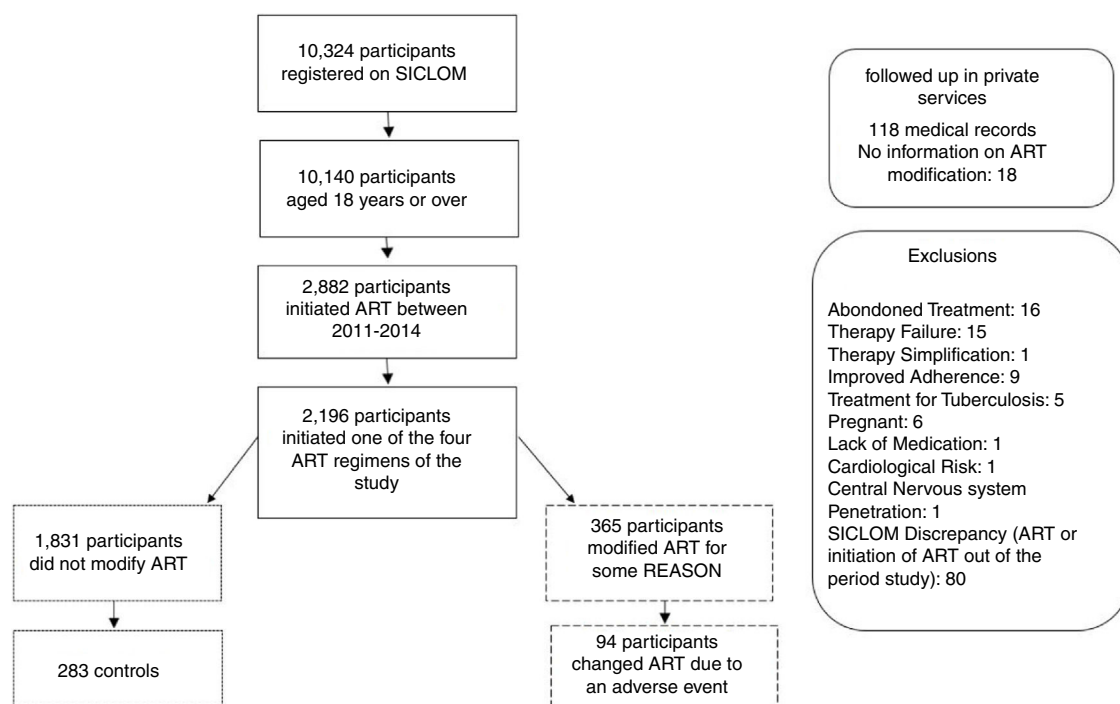 10,324 participants
registered on SICLOM
10,140 participants
aged 18 years or over
2,882 participants
initiated ART between
2011-2014
2,196 participants
initiated one of the four
ART regimens of the
study
1,831 participants
did not modify ART
365 participants
modified ART for
some REASON
283 controls
94 participants
changed ART due to
an adverse event
followed up in private
services
118 medical records
No information on ART
modification: 18
Exclusions
Abondoned Treatment: 16
Therapy Failure: 15
Therapy Simplification: 1
Improved Adherence: 9
Treatment for Tuberculosis: 5
Pregnant: 6
Lack of Medication: 1
Cardiological Risk: 1
Central Nervous system
Penetration: 1
SICLOM Discrepancy (ART or
initiation of ART out of the
period study): 80